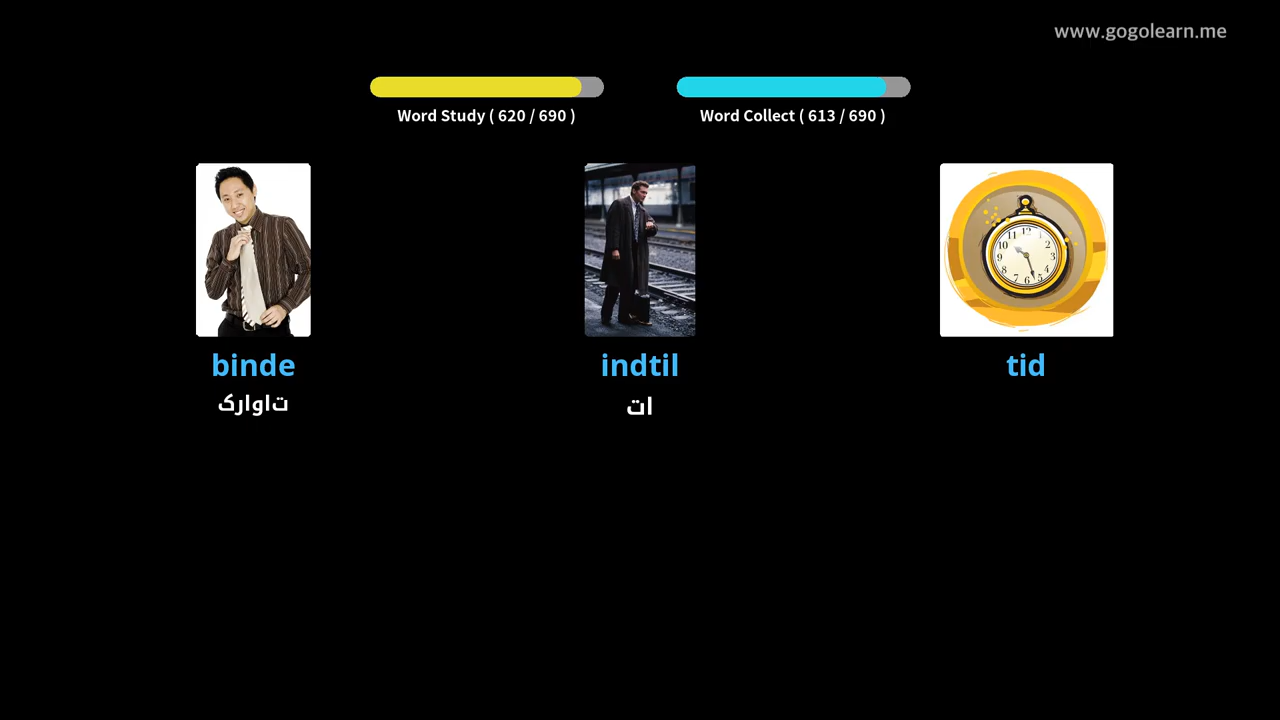 www.gogolearn.me
Word Study ( 620 / 690 )
Word Collect ( 613 / 690 )
binde
تاوارک
indtil
ات
tid